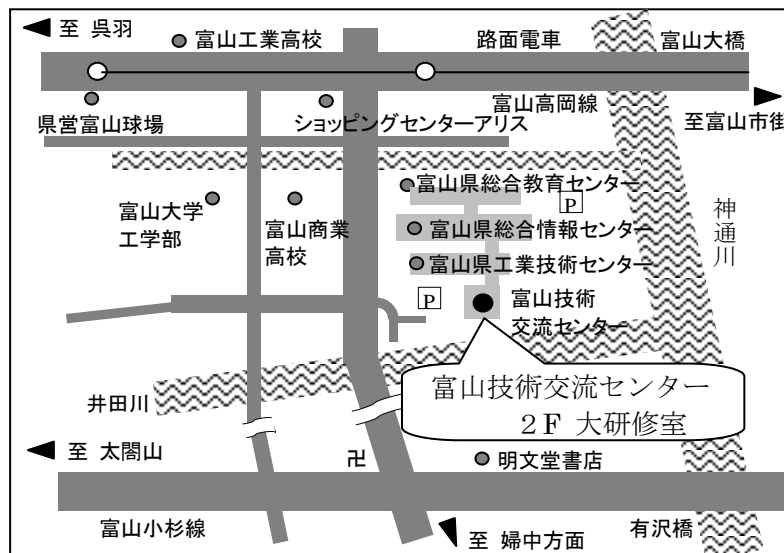 至 呉羽
富山工業高校
路面電車
富山大橋
県営富山球場
ショッピングセンターアリス
富山高岡線
至富山市街
富山県総合教育センター
P
富山大学
工学部
富山商業
高校
富山県総合情報センター
神通川
富山県工業技術センター
P
富山技術
交流センター
井田川
富山技術交流センター
２F 大研修室
至 太閤山
卍
明文堂書店
富山小杉線
至 婦中方面
有沢橋